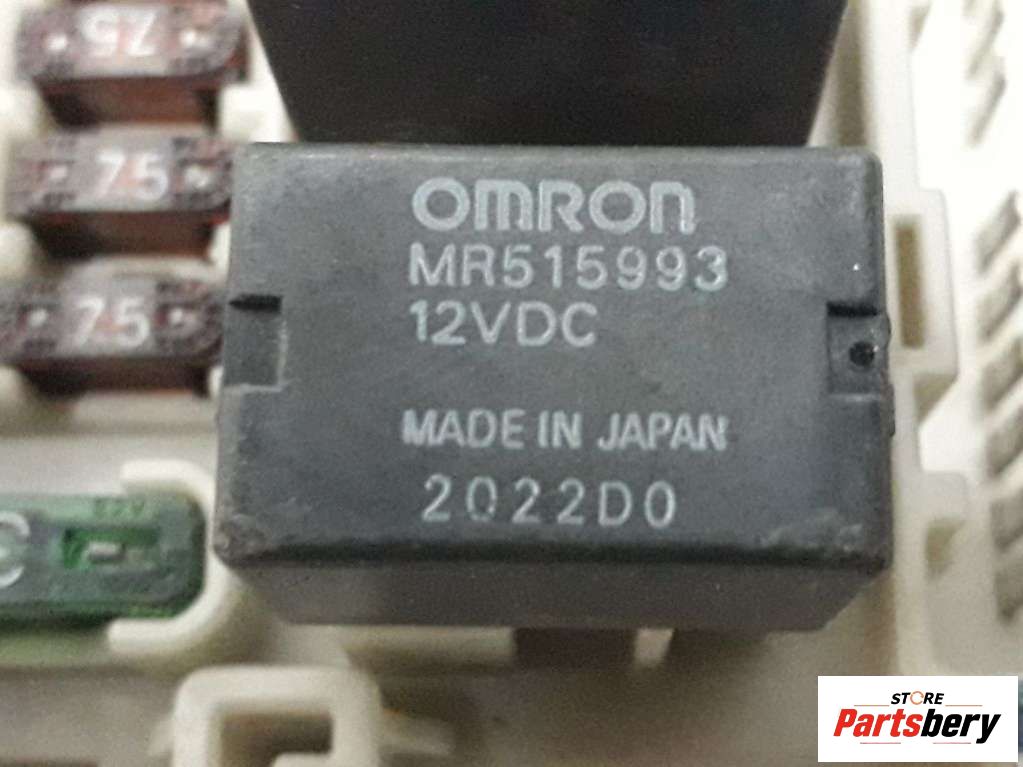 7.5
7.5
7.5
OMRON
MR515993
12VDC
MADE IN JAPAN
2022D0
C
STORE
Partsbery